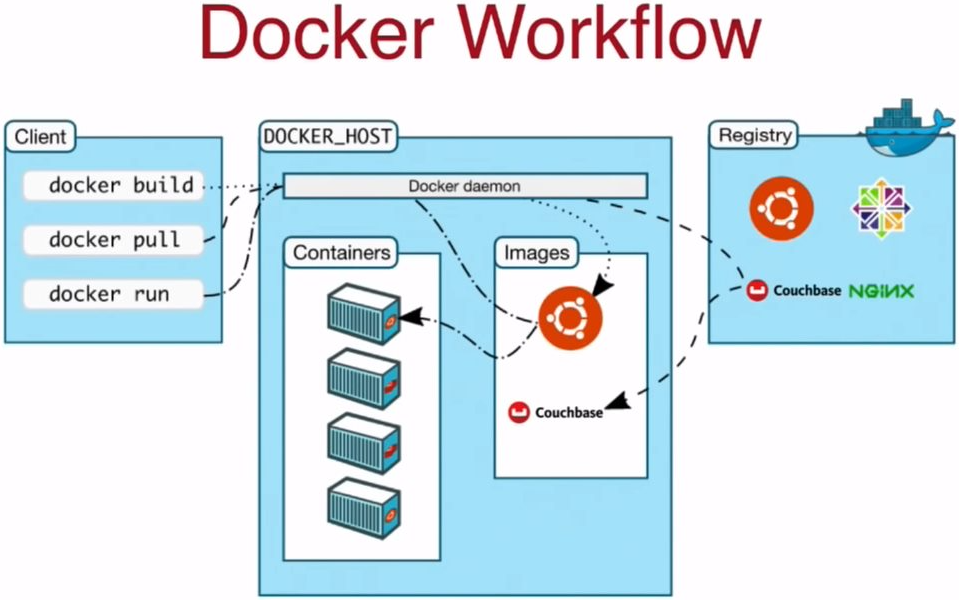 Docker Workflow
Client
docker build
docker pull
docker run
DOCKER_HOST
Docker daemon
Containers
Images
Couchbase
Registry
Couchbase
NGINX